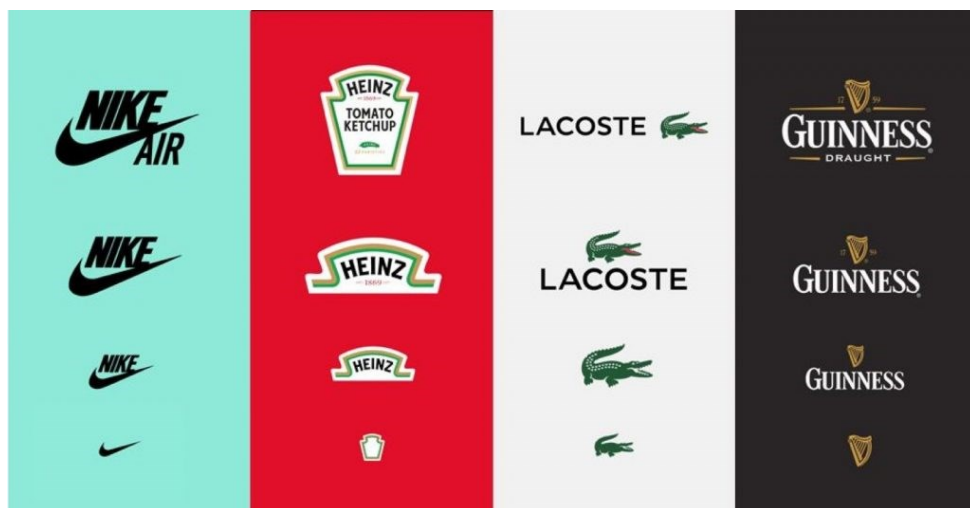 NIKE
AIR
NIKE
NIKE
HEINZ
1869
TOMATO
KETCHUP
HEINZ
1869
HEINZ
LACOSTE
LACOSTE
17 59
GUINNESS
DRAUGHT
17 59
GUINNESS
GUINNESS